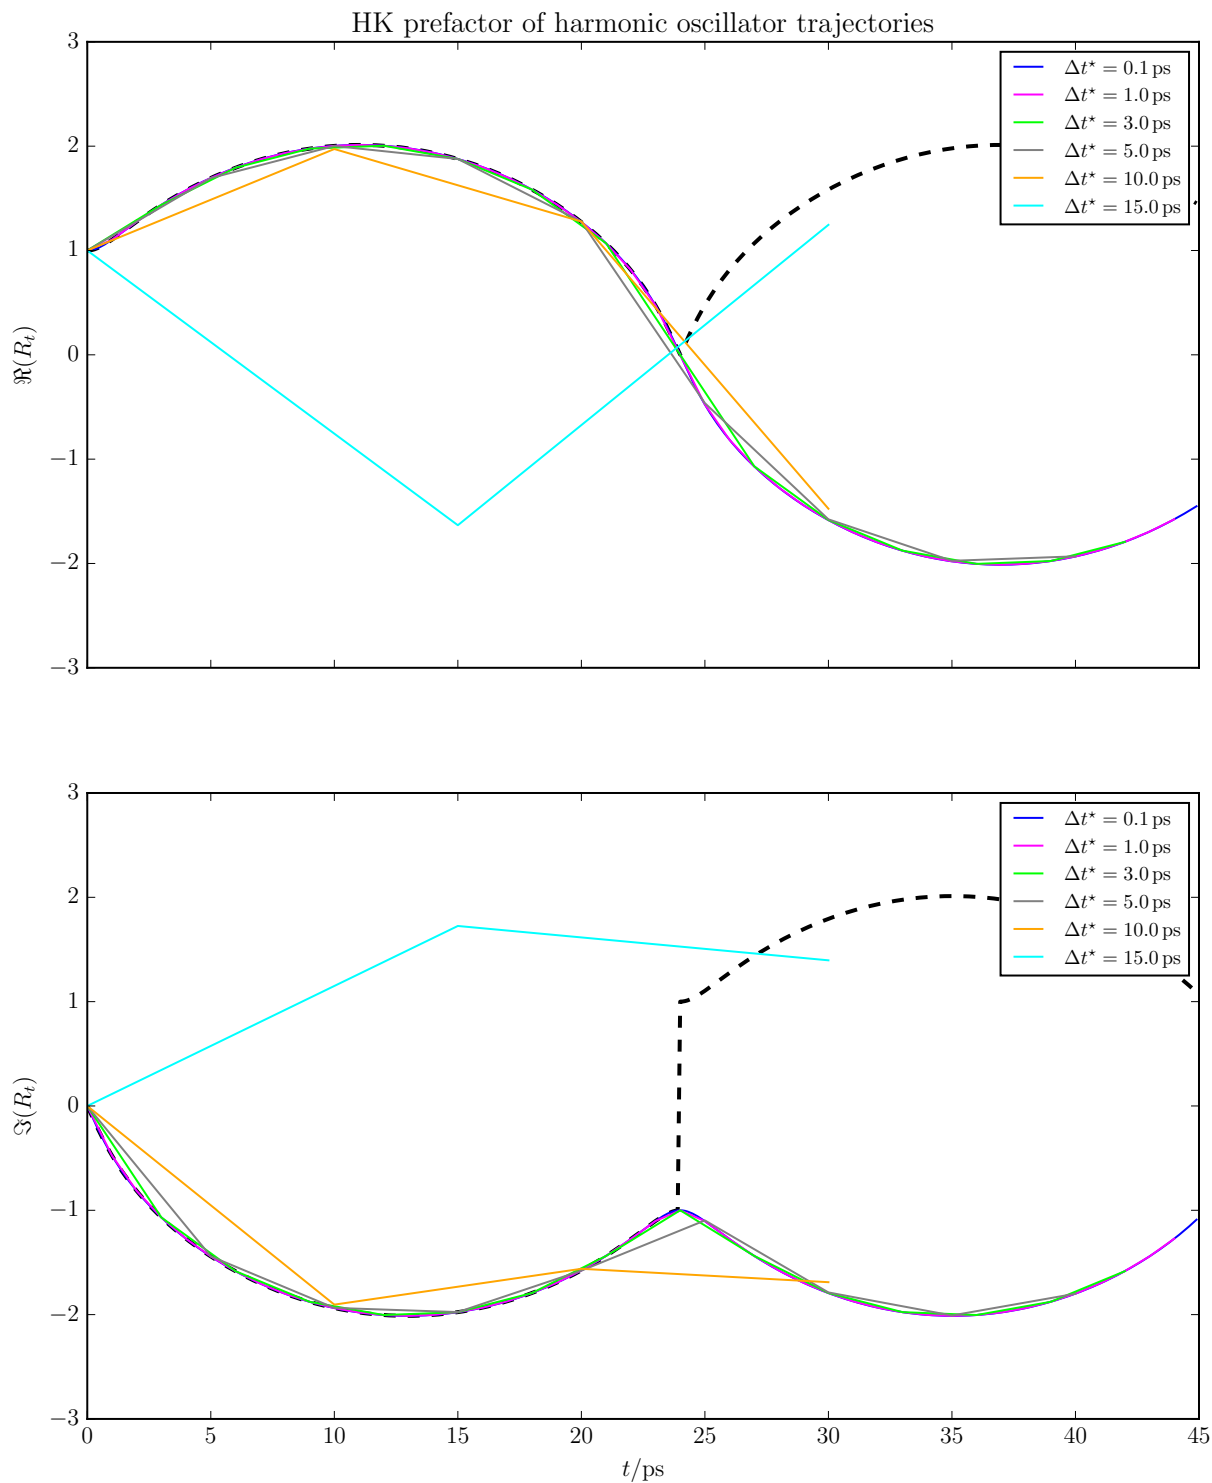 HK prefactor of harmonic oscillator trajectories
3
2
1
0
−1
−2
−3
ℜ(R_t)
Δt⋆ = 0.1 ps
Δt⋆ = 1.0 ps
Δt⋆ = 3.0 ps
Δt⋆ = 5.0 ps
Δt⋆ = 10.0 ps
Δt⋆ = 15.0 ps
3
2
1
0
−1
−2
−3
ℑ(R_t)
Δt⋆ = 0.1 ps
Δt⋆ = 1.0 ps
Δt⋆ = 3.0 ps
Δt⋆ = 5.0 ps
Δt⋆ = 10.0 ps
Δt⋆ = 15.0 ps
0 5 10 15 20 25 30 35 40 45
t/ps